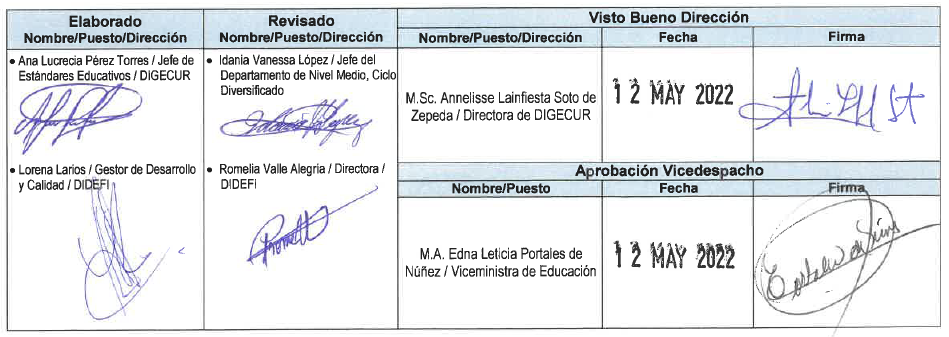 Elaborado
Nombre/Puesto/Dirección
• Ana Lucrecia Pérez Torres / Jefe de
Estándares Educativos / DIGECUR
• Lorena Larios / Gestor de Desarrollo
y Calidad / DIDEFI
Revisado
Nombre/Puesto/Dirección
• Idania Vanessa López / Jefe del
Departamento de Nivel Medio, Ciclo
Diversificado
• Romelia Valle Alegria / Directora /
DIDEFI
Visto Bueno Dirección
Nombre/Puesto/Dirección
Fecha
Firma
M.Sc. Annelisse Lainfiesta Soto de
Zepeda / Directora de DIGECUR
12 MAY 2022
Aprobación Vicedespacho
Nombre/Puesto
Fecha
Firma
M.A. Edna Leticia Portales de
Núñez / Viceministra de Educación
12 MAY 2022